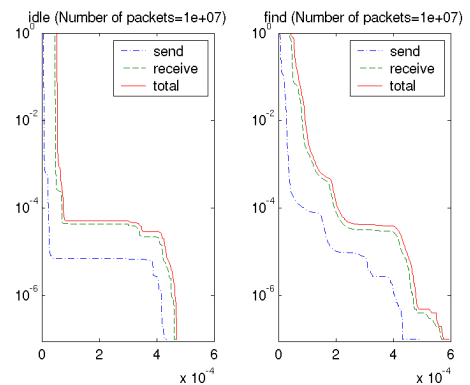 idle (Number of packets=1e+07)
send
receive
total
10^0
10^-2
10^-4
10^-6
0
2
4
6
x 10^-4
find (Number of packets=1e+07)
send
receive
total
10^0
10^-2
10^-4
10^-6
0
2
4
6
x 10^-4